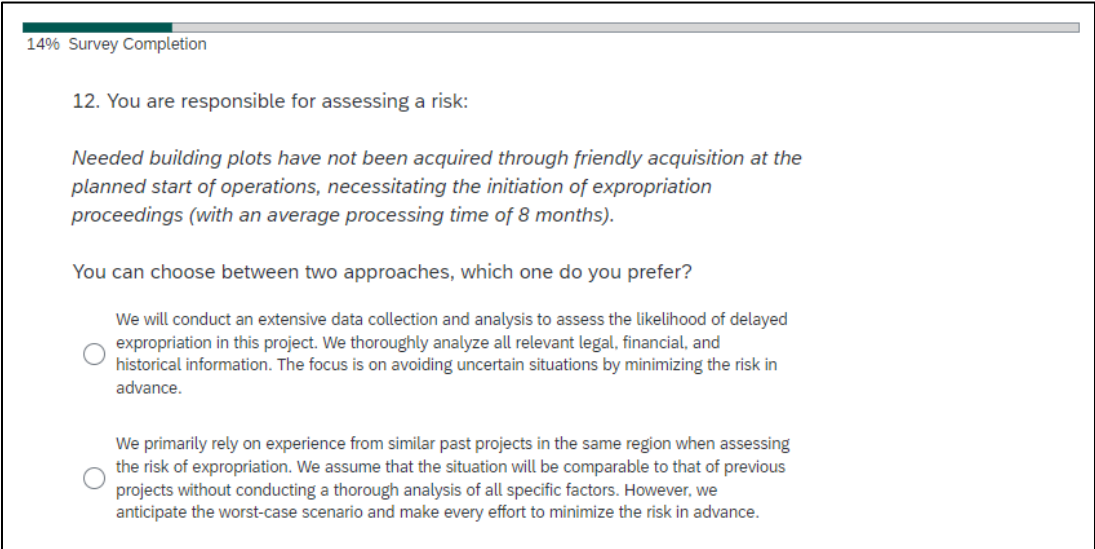 14% Survey Completion
12. You are responsible for assessing a risk:
Needed building plots have not been acquired through friendly acquisition at the
planned start of operations, necessitating the initiation of expropriation
proceedings (with an average processing time of 8 months).
You can choose between two approaches, which one do you prefer?
We will conduct an extensive data collection and analysis to assess the likelihood of delayed
expropriation in this project. We thoroughly analyze all relevant legal, financial, and
historical information. The focus is on avoiding uncertain situations by minimizing the risk in
advance.
We primarily rely on experience from similar past projects in the same region when assessing
the risk of expropriation. We assume that the situation will be comparable to that of previous
projects without conducting a thorough analysis of all specific factors. However, we
anticipate the worst-case scenario and make every effort to minimize the risk in advance.